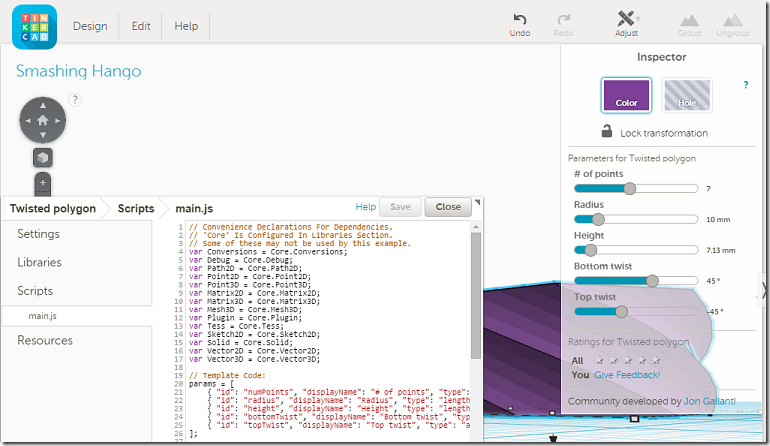 TIN
KER
CAD
Design
Edit
Help
Undo
Redo
Adjust
Group
Ungroup
Smashing Hango
?
Inspector
Color
Hole
?
Lock transformation
Parameters for Twisted polygon
# of points
7
Radius
10 mm
Height
7.13 mm
Bottom twist
45 °
Top twist
-45 °
Ratings for Twisted polygon
All
You Give Feedback!
Community developed by Jon Gallant!
Twisted polygon
Scripts
main.js
Help
Save
Close
Settings
Libraries
Scripts
main.js
Resources
1 // Convenience Declarations For Dependencies.
2 // 'Core' Is Configured In Libraries Section.
3 // Some of these may not be used by this example.
4 var Conversions = Core.Conversions;
5 var Debug = Core.Debug;
6 var Path2D = Core.Path2D;
7 var Point2D = Core.Point2D;
8 var Point3D = Core.Point3D;
9 var Matrix2D = Core.Matrix2D;
10 var Matrix3D = Core.Matrix3D;
11 var Mesh3D = Core.Mesh3D;
12 var Plugin = Core.Plugin;
13 var Tess = Core.Tess;
14 var Sketch2D = Core.Sketch2D;
15 var Solid = Core.Solid;
16 var Vector2D = Core.Vector2D;
17 var Vector3D = Core.Vector3D;
18
19 // Template Code:
20 params = [
21 { "id": "numPoints", "displayName": "# of points", "type":
22 { "id": "radius", "displayName": "Radius", "type": "length
23 { "id": "height", "displayName": "Height", "type": "length
24 { "id": "bottomTwist", "displayName": "Bottom twist", "typ
25 { "id": "topTwist", "displayName": "Top twist", "type": "a
26 ];
27